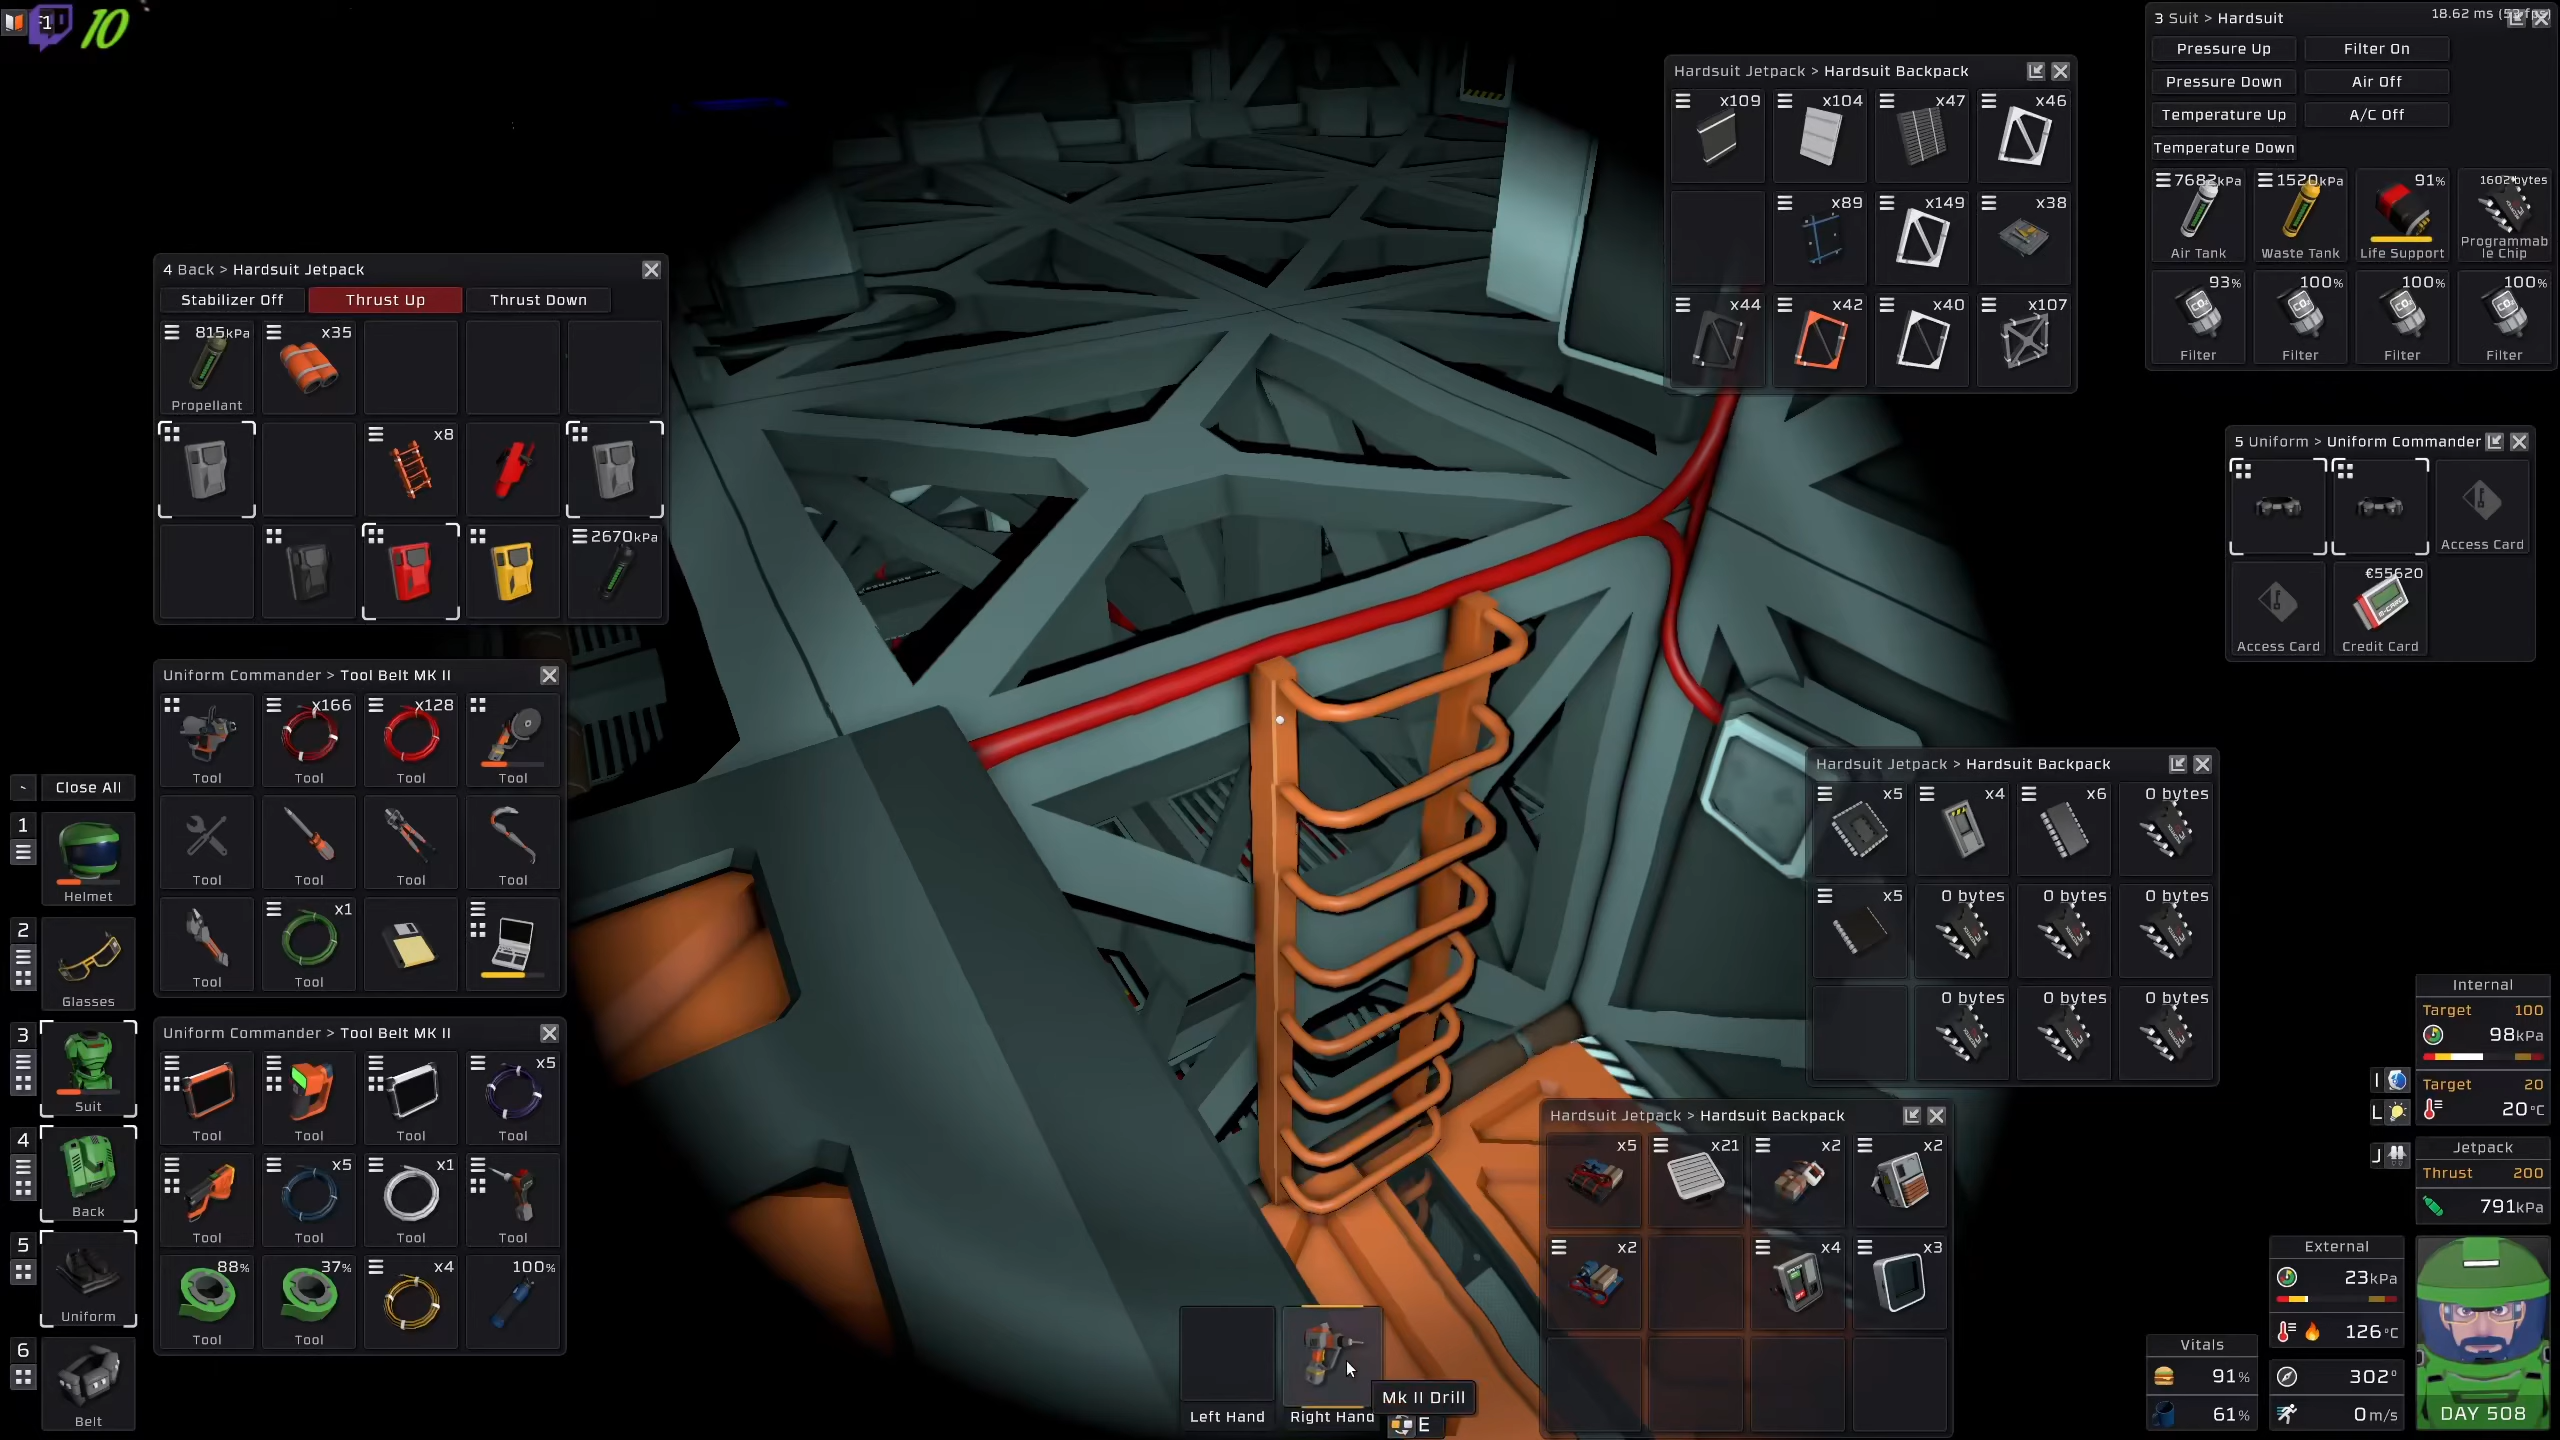 F1
10
18.62 ms
3 Suit > Hardsuit
Pressure Up
Filter On
Pressure Down
Air Off
Temperature Up
A/C Off
Temperature Down
7682kPa
1520kPa
91%
1602 bytes
Air Tank
Waste Tank
Life Support
Programmab
le Chip
93%
100%
100%
100%
Filter
Filter
Filter
Filter
Hardsuit Jetpack > Hardsuit Backpack
x109
x104
x47
x46
x89
x149
x38
x44
x42
x40
x107
4 Back > Hardsuit Jetpack
Stabilizer Off
Thrust Up
Thrust Down
815kPa
x35
Propellant
x8
2670kPa
5 Uniform > Uniform Commander
Access Card
€55620
Access Card
Credit Card
Uniform Commander > Tool Belt MK II
x166
x128
Tool
Tool
Tool
Tool
Tool
Tool
Tool
Tool
x1
Tool
Tool
Uniform Commander > Tool Belt MK II
x5
Tool
Tool
Tool
Tool
x5
x1
Tool
Tool
Tool
Tool
88%
37%
x4
100%
Tool
Tool
~
Close All
1
Helmet
2
Glasses
3
Suit
4
Back
5
Uniform
6
Belt
Hardsuit Jetpack > Hardsuit Backpack
x5
x4
x6
0 bytes
x5
0 bytes
0 bytes
0 bytes
0 bytes
0 bytes
0 bytes
Hardsuit Jetpack > Hardsuit Backpack
x5
x21
x2
x2
x2
x4
x3
Left Hand
Right Hand
Mk II Drill
E
Internal
Target 100
98kPa
Target 20
20°C
I
L
J
Jetpack
Thrust 200
791kPa
External
23kPa
126°C
302°
0m/s
Vitals
91%
61%
DAY 508